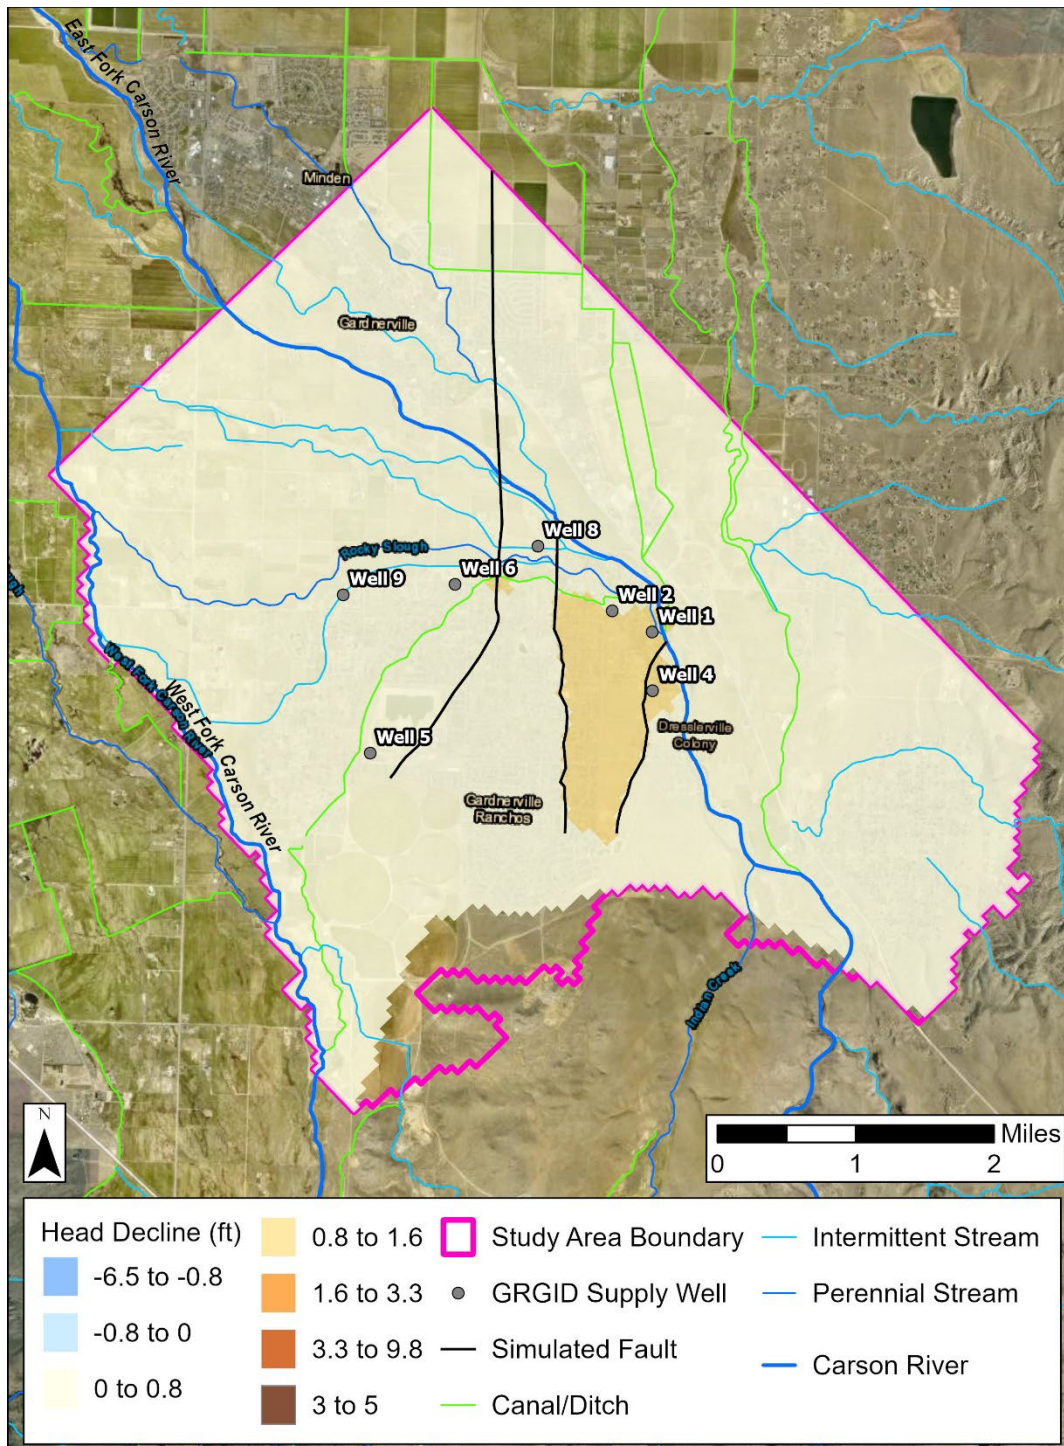 East Fork Carson River
Minden
Gardnerville
Well 8
Rocky Slough
Well 6
Well 9
Well 2
Well 1
ugh
West Fork Carson River
West Fork Carson River
Well 4
Dresslerville
Colony
Well 5
Gardnerville
Ranchos
Indian Creek
N
Miles
0 1 2
Head Decline (ft)
-6.5 to -0.8
-0.8 to 0
0 to 0.8
0.8 to 1.6
1.6 to 3.3
3.3 to 9.8
3 to 5
Study Area Boundary
GRGID Supply Well
Simulated Fault
Canal/Ditch
Intermittent Stream
Perennial Stream
Carson River